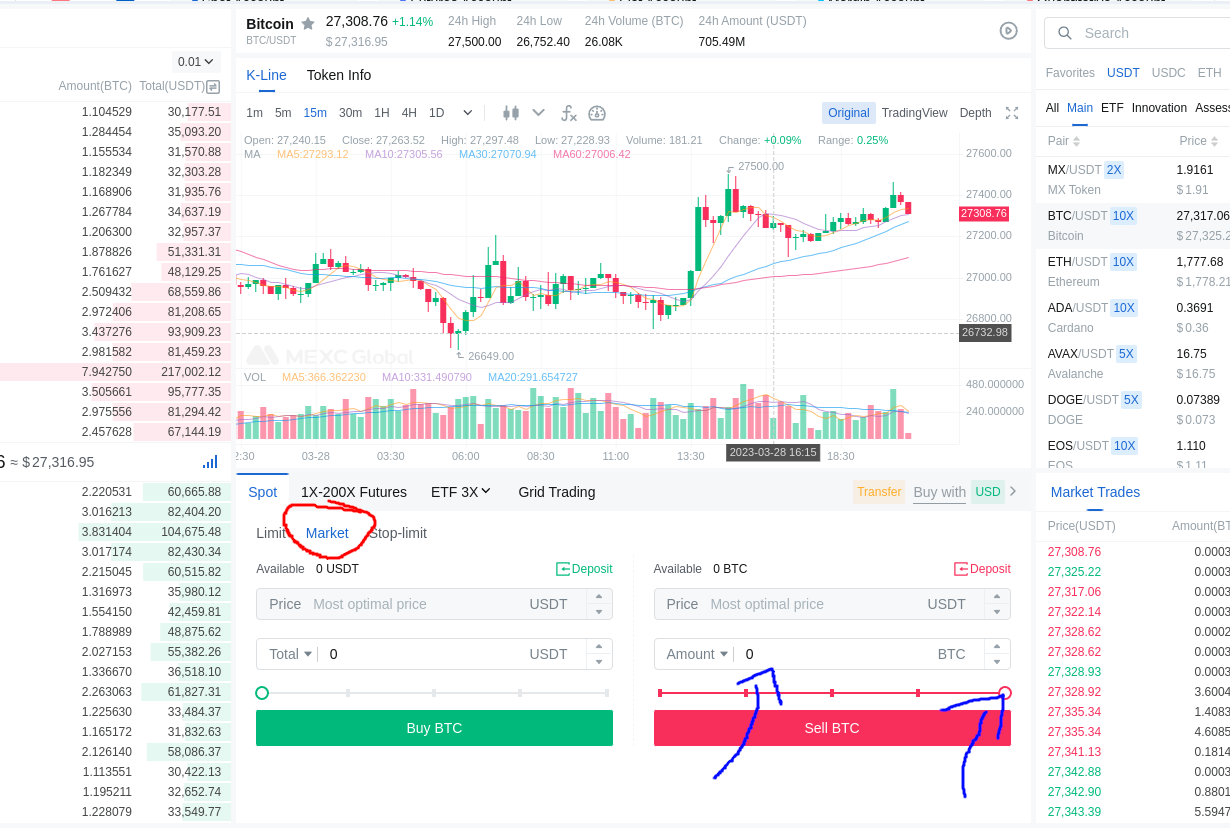 Bitcoin 27,308.76 +1.14%
BTC/USDT $27,316.95
24h High 24h Low 24h Volume (BTC) 24h Amount (USDT)
27,500.00 26,752.40 26.08K 705.49M
0.01
Amount(BTC) Total(USDT)
1.104529 30,177.51
1.284454 35,093.20
1.155534 31,570.88
1.182349 32,303.28
1.168906 31,935.76
1.267784 34,637.19
1.206300 32,957.37
1.878826 51,331.31
1.761627 48,129.25
2.509432 68,559.86
2.972406 81,208.65
3.437276 93,909.23
2.981582 81,459.23
7.942750 217,002.12
3.505661 95,777.35
2.975556 81,294.42
2.457628 67,144.19
6 ≈ $27,316.95
2.220531 60,665.88
3.016213 82,404.20
3.831404 104,675.48
3.017174 82,430.34
2.215045 60,515.82
1.316973 35,980.12
1.554150 42,459.81
1.788989 48,875.62
2.027153 55,382.26
1.336670 36,518.10
2.263063 61,827.31
1.225630 33,484.37
1.165172 31,832.63
2.126140 58,086.37
1.113551 30,422.13
1.195211 32,652.74
1.228079 33,549.77
K-Line Token Info
1m 5m 15m 30m 1H 4H 1D
Original TradingView Depth
Open: 27,240.15 Close: 27,263.52 High: 27,297.48 Low: 27,228.93 Volume: 181.21 Change: +0.09% Range: 0.25%
MA MA5:27293.12 MA10:27305.56 MA30:27070.94 MA60:27006.42
27600.00
27500.00
27400.00
27308.76
27200.00
27000.00
26800.00
26732.98
26649.00
MEXC Global
VOL MA5:366.362230 MA10:331.490790 MA20:291.654727
480.000000
240.000000
2:30 03-28 03:30 06:00 08:30 11:00 13:30 2023-03-28 16:15 18:30
Spot 1X-200X Futures ETF 3X Grid Trading
Transfer Buy with USD
Limit Market Stop-limit
Available 0 USDT Deposit
Price Most optimal price USDT
Total 0 USDT
Buy BTC
Available 0 BTC Deposit
Price Most optimal price USDT
Amount 0 BTC
Sell BTC
Search
Favorites USDT USDC ETH
All Main ETF Innovation Assess
Pair Price
MX/USDT 2X 1.9161
MX Token $1.91
BTC/USDT 10X 27,317.06
Bitcoin $27,325.2
ETH/USDT 10X 1,777.68
Ethereum $1,778.21
ADA/USDT 10X 0.3691
Cardano $0.36
AVAX/USDT 5X 16.75
Avalanche $16.75
DOGE/USDT 5X 0.07389
DOGE $0.073
EOS/USDT 10X 1.110
EOS $1.11
Market Trades
Price(USDT) Amount(BT
27,308.76 0.0003
27,325.22 0.0003
27,317.06 0.0003
27,322.14 0.0003
27,328.62 0.0002
27,328.62 0.0003
27,328.93 0.0003
27,328.92 3.6004
27,335.34 1.4083
27,335.34 4.6085
27,341.13 0.1814
27,342.88 0.0003
27,342.90 0.8801
27,343.39 5.5947